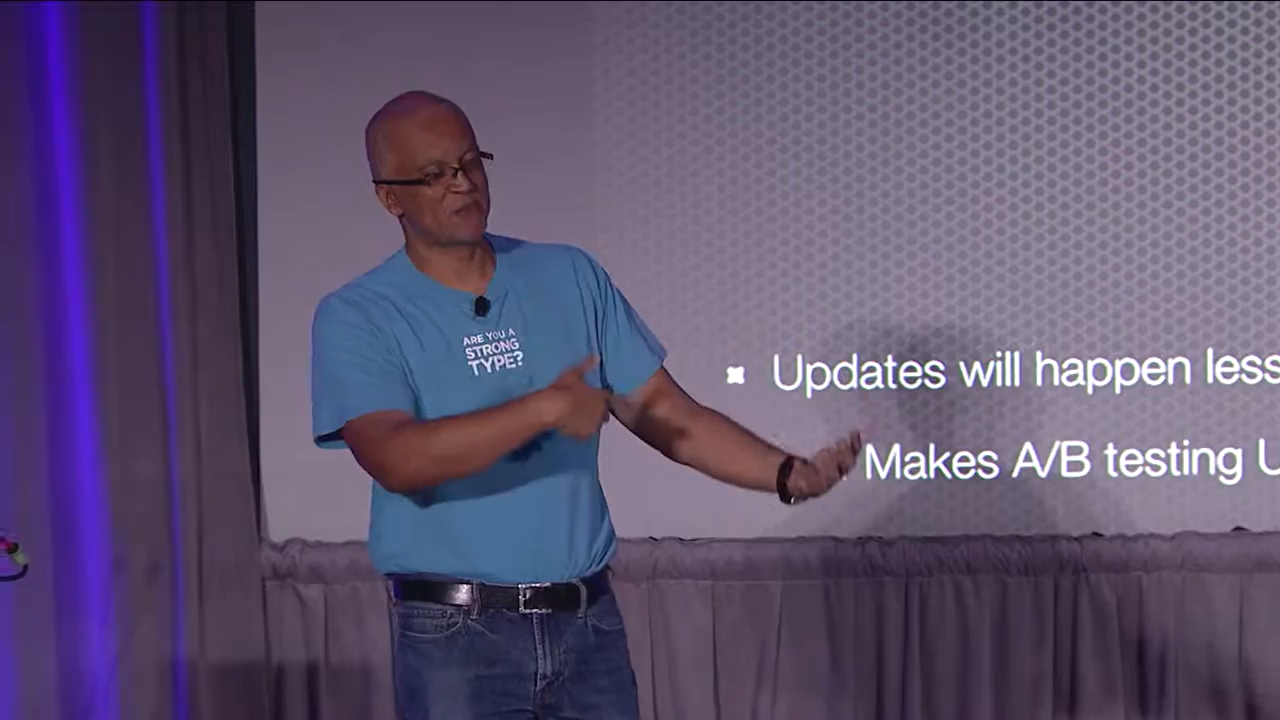 ARE YOU A
STRONG
TYPE?
Updates will happen less
Makes A/B testing U